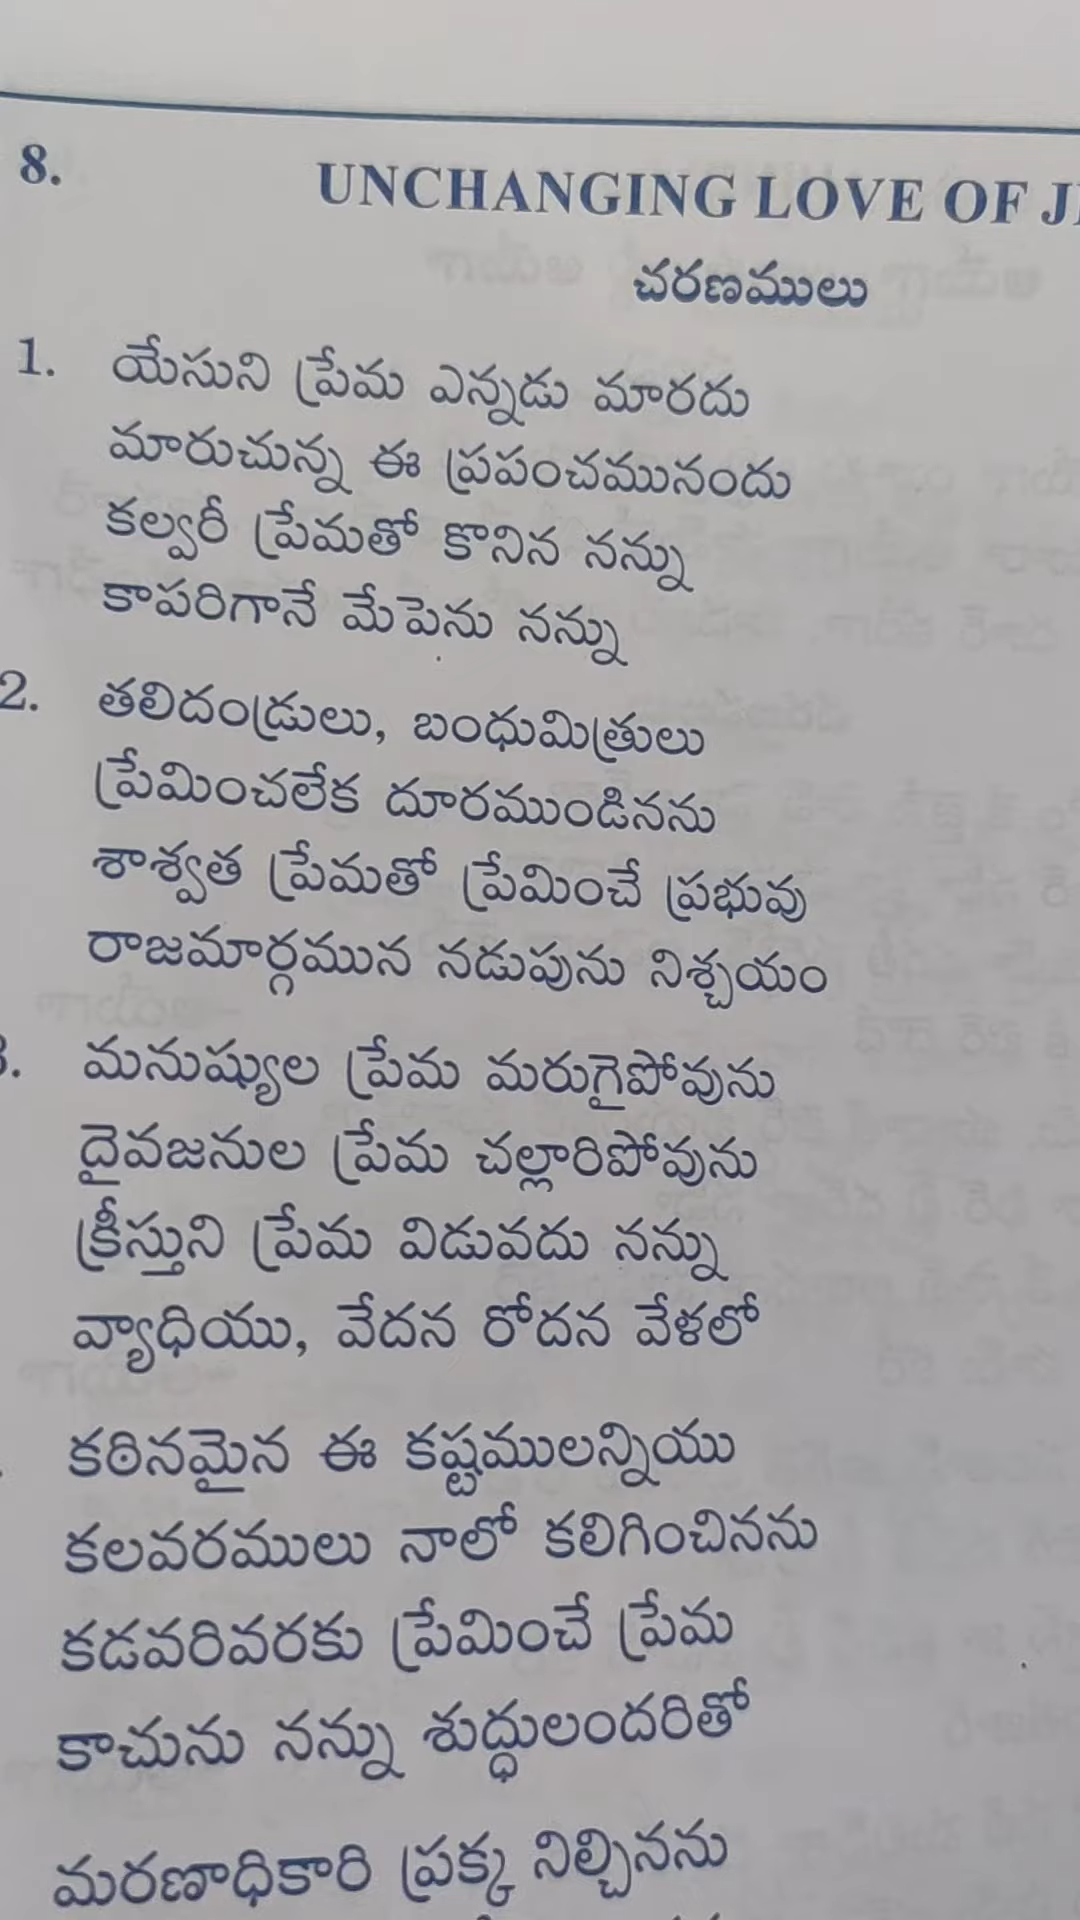 8. UNCHANGING LOVE OF
చరణములు
1. యేసుని ప్రేమ ఎన్నడు మారదు
మారుచున్న ఈ ప్రపంచమునందు
కల్వరీ ప్రేమతో కొనిన నన్ను
కాపరిగానే మేపెను నన్ను
2. తలిదండ్రులు, బంధుమిత్రులు
ప్రేమించలేక దూరముండినను
శాశ్వత ప్రేమతో ప్రేమించే ప్రభువు
రాజమార్గమున నడుపును నిశ్చయం
3. మనుష్యుల ప్రేమ మరుగైపోవును
దైవజనుల ప్రేమ చల్లారిపోవును
క్రీస్తుని ప్రేమ విడువదు నన్ను
వ్యాధియు, వేదన రోదన వేళలో
కఠినమైన ఈ కష్టములన్నియు
కలవరములు నాలో కలిగించినను
కడవరివరకు ప్రేమించే ప్రేమ
కాచును నన్ను శుద్ధులందరితో
మరణాధికారి ప్రక్క నిల్చినను